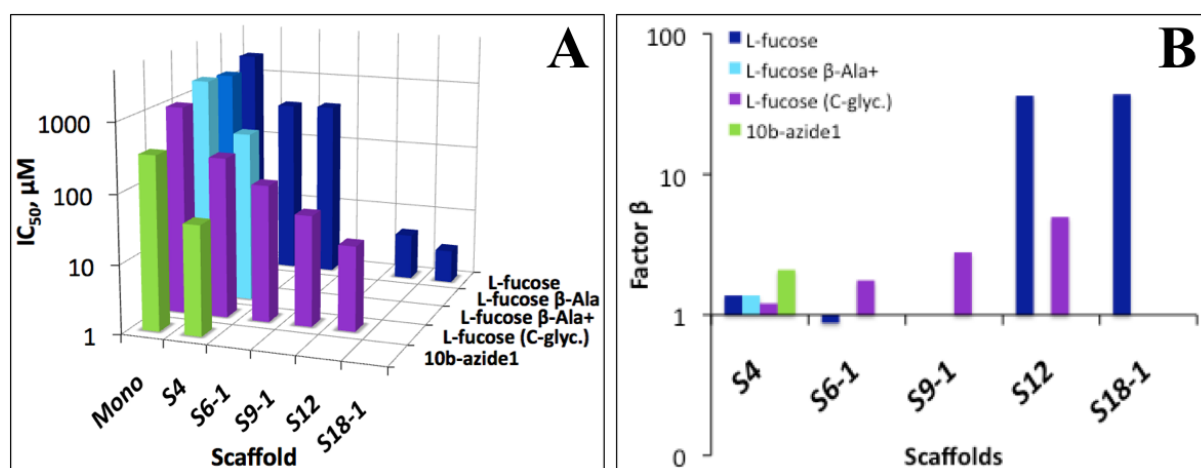 A
1000
100
10
1
IC50, µM
L-fucose
L-fucose β-Ala
L-fucose β-Ala+
L-fucose (C-glyc.)
10b-azide1
Mono
S4
S6-1
S9-1
S12
S18-1
Scaffold
B
100
10
1
0
Factor β
L-fucose
L-fucose β-Ala+
L-fucose (C-glyc.)
10b-azide1
S4
S6-1
S9-1
S12
S18-1
Scaffolds